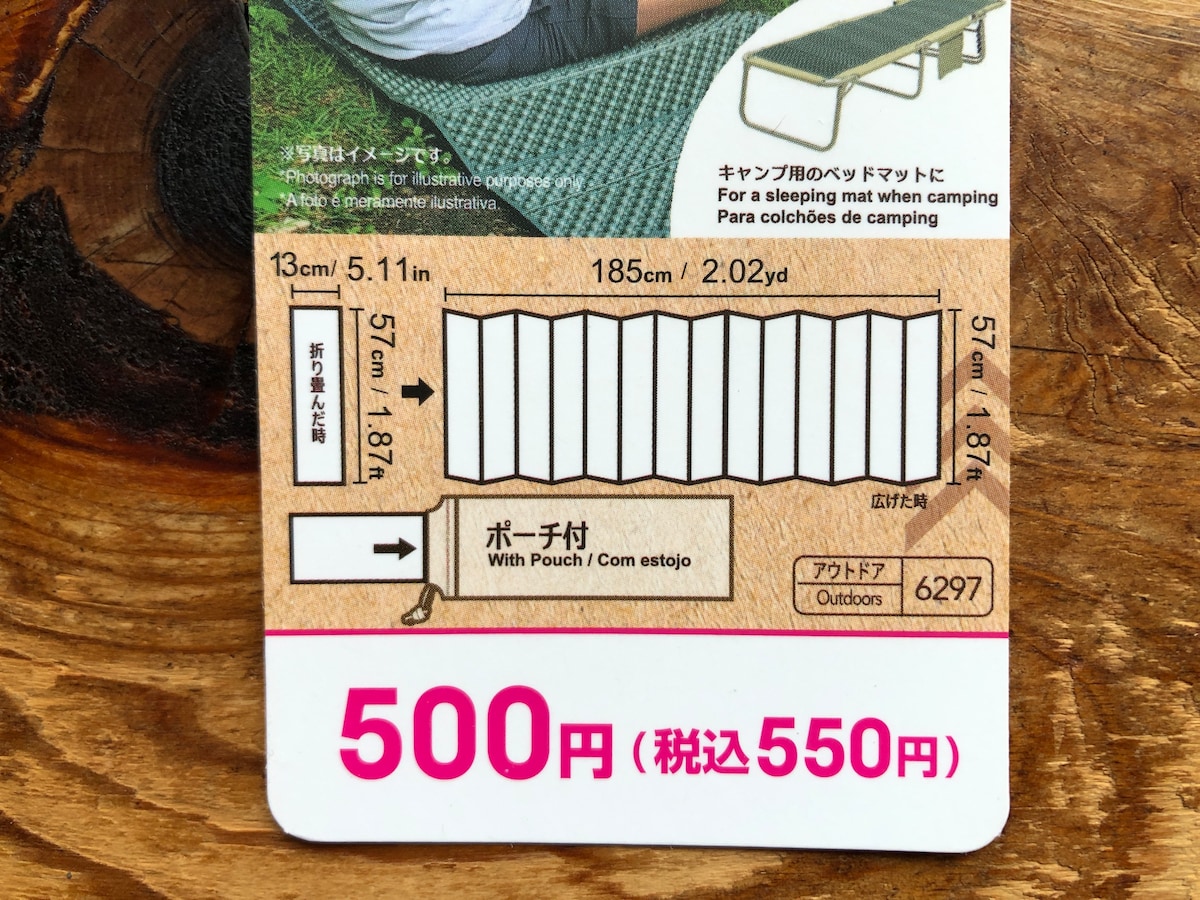 ※写真はイメージです。
*Photograph is for illustrative purposes only.
*A foto é meramente ilustrativa.
キャンプ用のベッドマットに
For a sleeping mat when camping
Para colchões de camping
13cm/ 5.11in
185cm / 2.02yd
折り畳んだ時
57cm / 1.87ft
57cm / 1.87ft
広げた時
ポーチ付
With Pouch / Com estojo
アウトドア
Outdoors
6297
500円(税込550円)